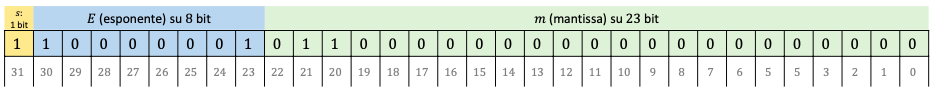 s:
1 bit
E (esponente) su 8 bit
m (mantissa) su 23 bit
1 1 0 0 0 0 0 0 1 0 1 1 0 0 0 0 0 0 0 0 0 0 0 0 0 0 0 0 0 0 0 0
31 30 29 28 27 26 25 24 23 22 21 20 19 18 17 16 15 14 13 12 11 10 9 8 7 6 5 5 3 2 1 0